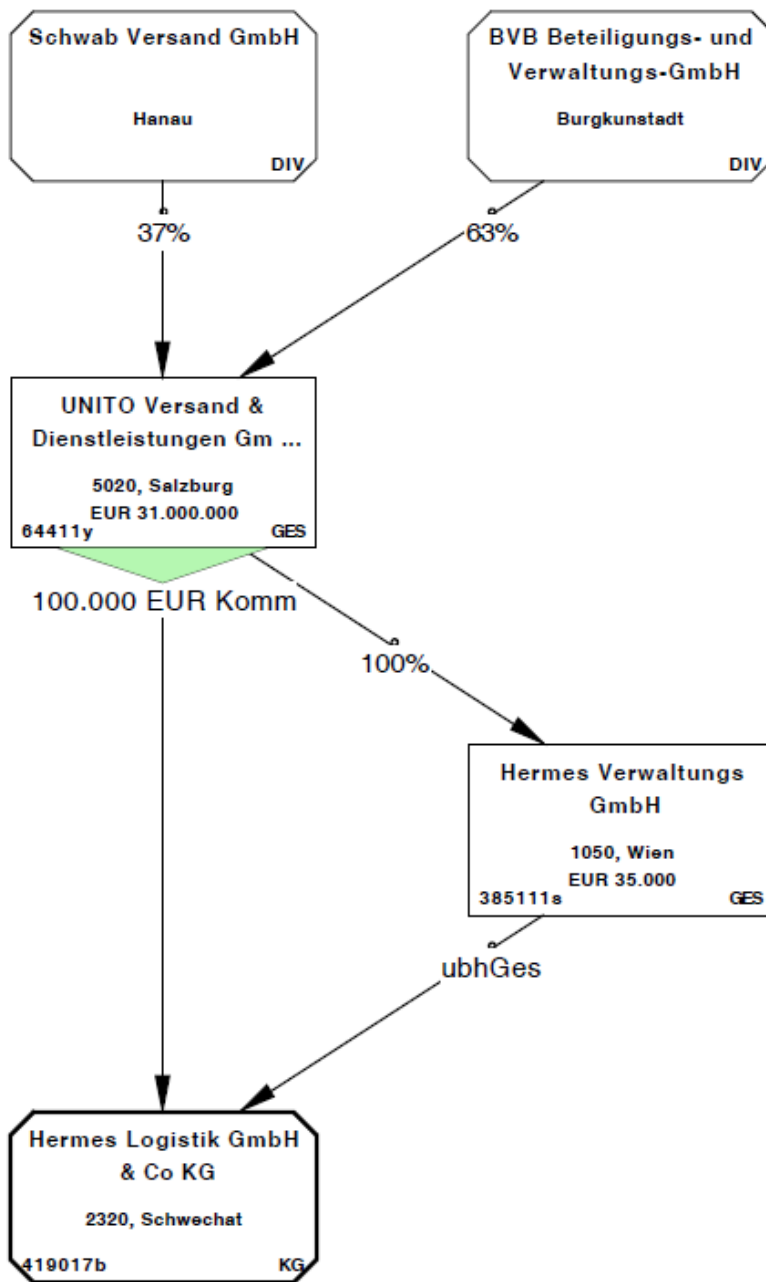 Schwab Versand GmbH
Hanau
DIV
BVB Beteiligungs- und
Verwaltungs-GmbH
Burgkunstadt
DIV
37%
63%
UNITO Versand &
Dienstleistungen Gm ...
5020, Salzburg
EUR 31.000.000
64411y GES
100.000 EUR Komm
100%
Hermes Verwaltungs
GmbH
1050, Wien
EUR 35.000
385111s GES
ubhGes
Hermes Logistik GmbH
& Co KG
2320, Schwechat
419017b KG